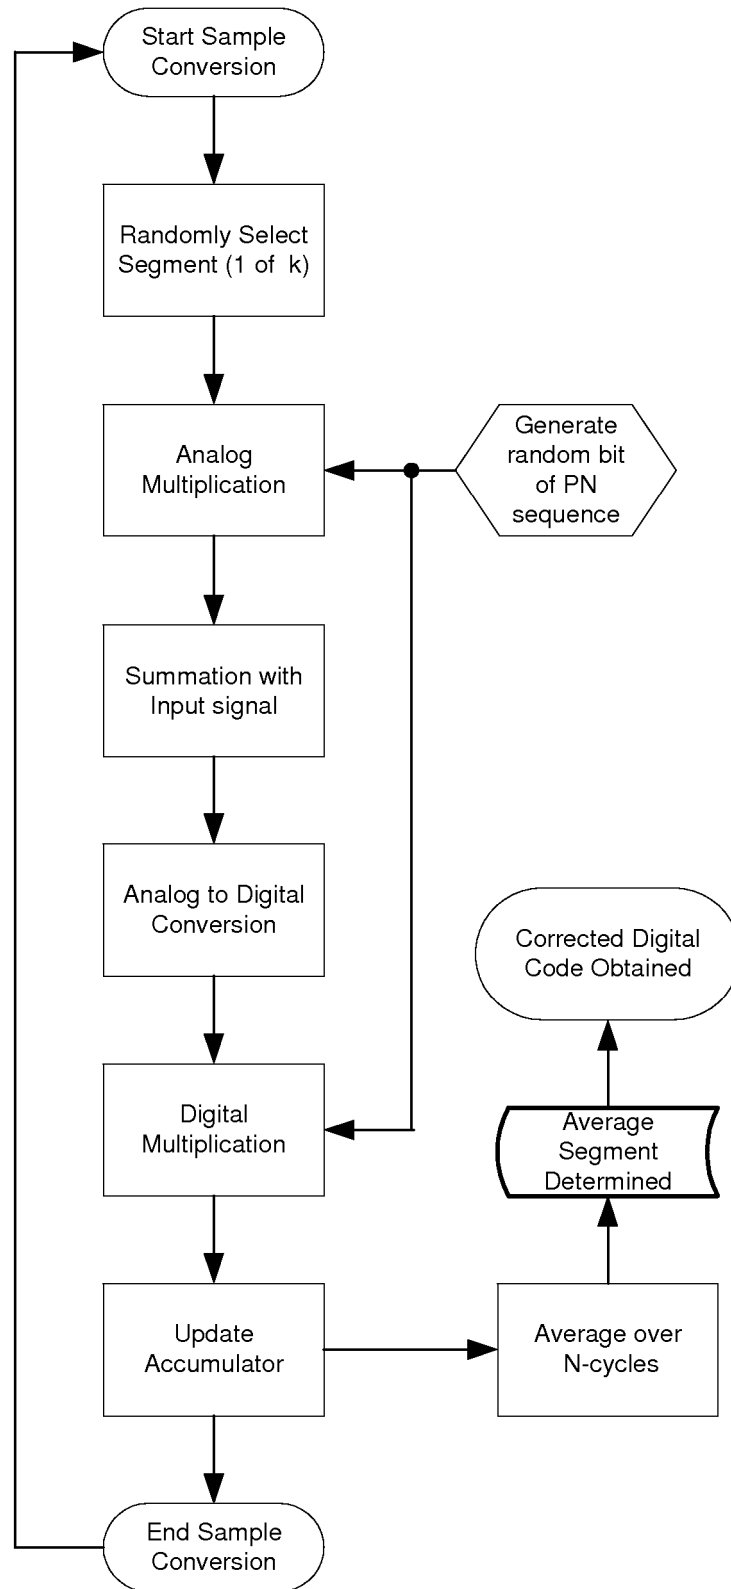 Start Sample
Conversion
Randomly Select
Segment (1 of  k)
Analog
Multiplication
Generate
random bit
of PN
sequence
Summation with
Input signal
Analog to Digital
Conversion
Corrected Digital
Code Obtained
Digital
Multiplication
Average
Segment
Determined
Update
Accumulator
Average over
N-cycles
End Sample
Conversion